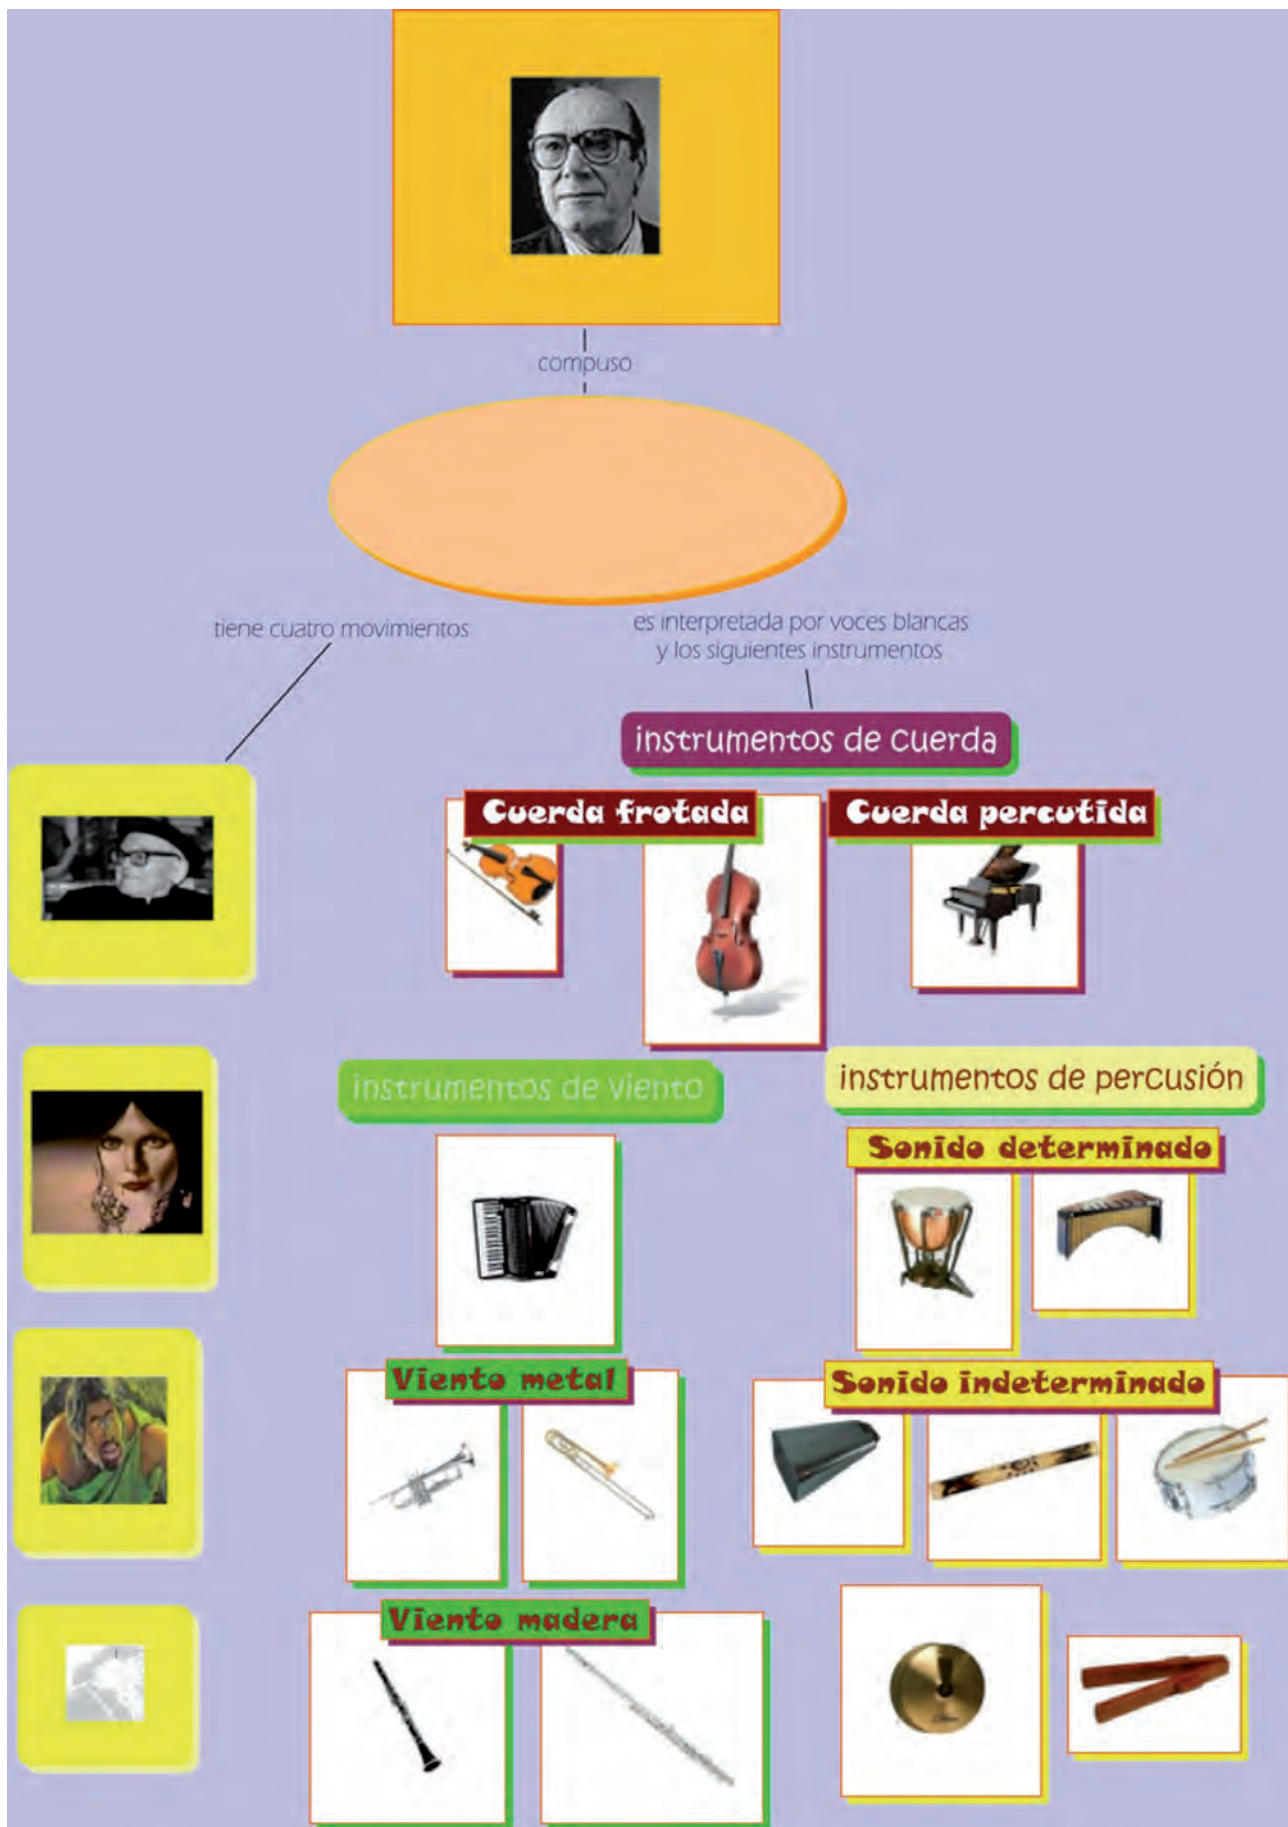 compuso
tiene cuatro movimientos
es interpretada por voces blancas
y los siguientes instrumentos
instrumentos de cuerda
Cuerda frotada
Cuerda percutida
instrumentos de viento
instrumentos de percusión
Sonido determinado
Viento metal
Sonido indeterminado
Viento madera